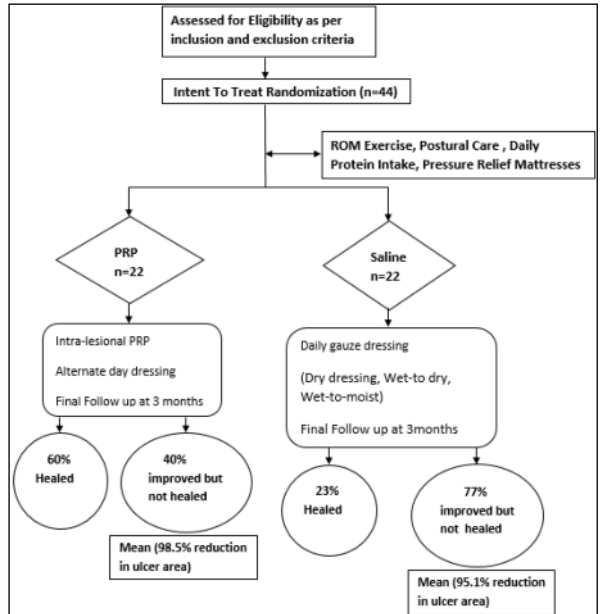 Assessed for Eligibility as per
inclusion and exclusion criteria
Intent To Treat Randomization (n=44)
ROM Exercise, Postural Care , Daily
Protein Intake, Pressure Relief Mattresses
PRP
n=22
Saline
n=22
Intra-lesional PRP
Alternate day dressing
Final Follow up at 3 months
Daily gauze dressing
(Dry dressing, Wet-to dry,
Wet-to-moist)
Final Follow up at 3months
60%
Healed
40%
improved but
not healed
23%
Healed
77%
improved but
not healed
Mean (98.5% reduction
in ulcer area)
Mean (95.1% reduction
in ulcer area)